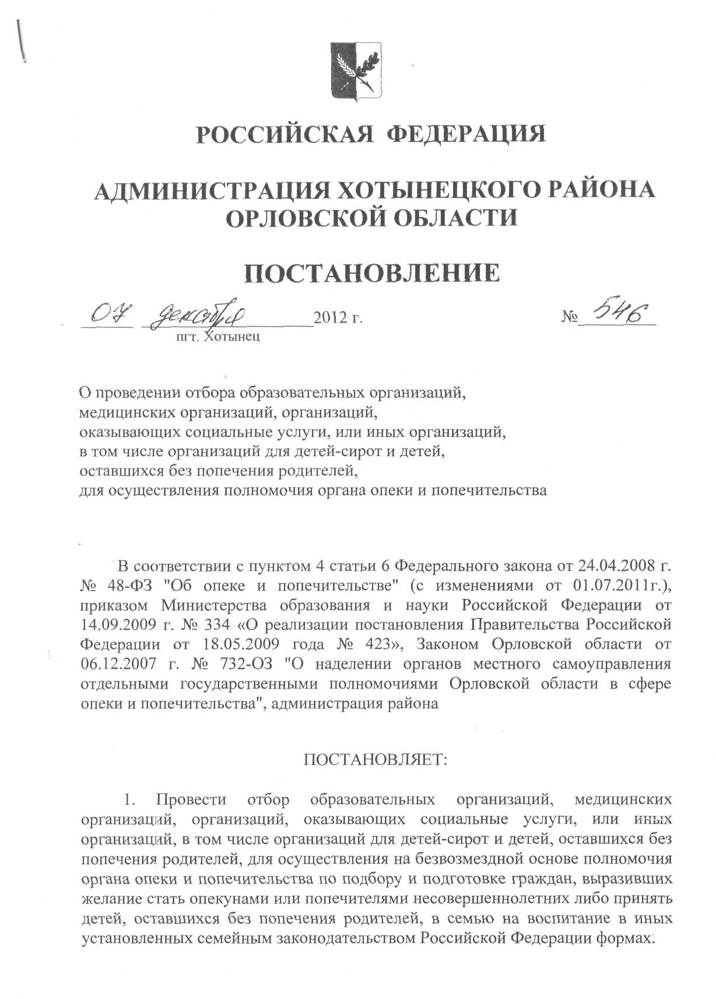 РОССИЙСКАЯ ФЕДЕРАЦИЯ
АДМИНИСТРАЦИЯ ХОТЫНЕЦКОГО РАЙОНА
ОРЛОВСКОЙ ОБЛАСТИ
ПОСТАНОВЛЕНИЕ
07 декабря 2012 г. № 546
пгт. Хотынец
О проведении отбора образовательных организаций,
медицинских организаций, организаций,
оказывающих социальные услуги, или иных организаций,
в том числе организаций для детей-сирот и детей,
оставшихся без попечения родителей,
для осуществления полномочия органа опеки и попечительства
В соответствии с пунктом 4 статьи 6 Федерального закона от 24.04.2008 г.
№ 48-ФЗ "Об опеке и попечительстве" (с изменениями от 01.07.2011г.),
приказом Министерства образования и науки Российской Федерации от
14.09.2009 г. № 334 «О реализации постановления Правительства Российской
Федерации от 18.05.2009 года № 423», Законом Орловской области от
06.12.2007 г. № 732-ОЗ "О наделении органов местного самоуправления
отдельными государственными полномочиями Орловской области в сфере
опеки и попечительства", администрация района
ПОСТАНОВЛЯЕТ:
1. Провести отбор образовательных организаций, медицинских
организаций, организаций, оказывающих социальные услуги, или иных
организаций, в том числе организаций для детей-сирот и детей, оставшихся без
попечения родителей, для осуществления на безвозмездной основе полномочия
органа опеки и попечительства по подбору и подготовке граждан, выразивших
желание стать опекунами или попечителями несовершеннолетних либо принять
детей, оставшихся без попечения родителей, в семью на воспитание в иных
установленных семейным законодательством Российской Федерации формах.